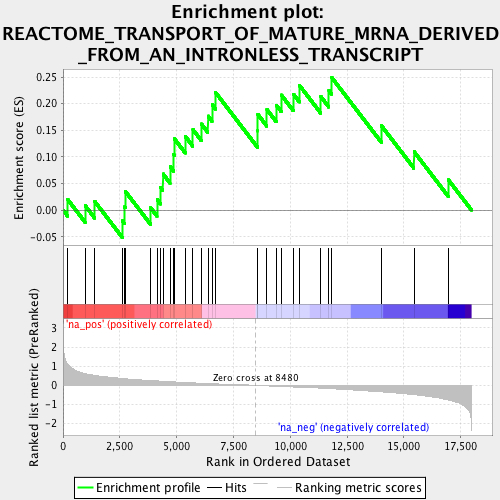 Enrichment plot:
REACTOME_TRANSPORT_OF_MATURE_MRNA_DERIVED
_FROM_AN_INTRONLESS_TRANSCRIPT
Enrichment score (ES)
0.25
0.20
0.15
0.10
0.05
0.00
-0.05
'na_pos' (positively correlated)
Ranked list metric (PreRanked)
3
2
1
0
-1
-2
Zero cross at 8480
'na_neg' (negatively correlated)
0 2,500 5,000 7,500 10,000 12,500 15,000 17,500
Rank in Ordered Dataset
Enrichment profile Hits Ranking metric scores